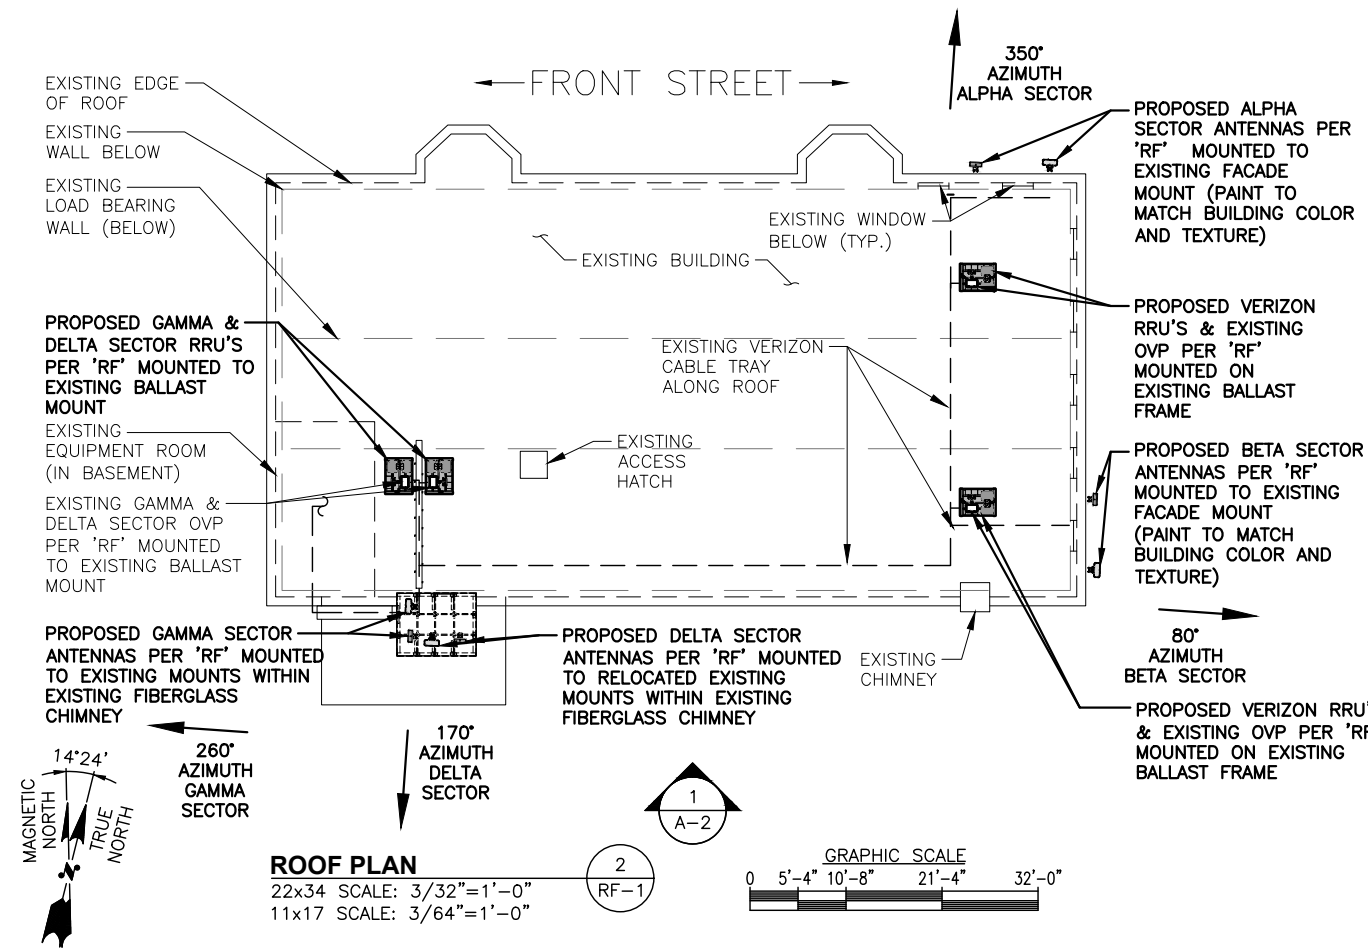 FRONT STREET
350°
AZIMUTH
ALPHA SECTOR
EXISTING EDGE
OF ROOF
EXISTING
WALL BELOW
EXISTING
LOAD BEARING
WALL (BELOW)
PROPOSED GAMMA &
DELTA SECTOR RRU'S
PER 'RF' MOUNTED TO
EXISTING BALLAST
MOUNT
EXISTING
EQUIPMENT ROOM
(IN BASEMENT)
EXISTING GAMMA &
DELTA SECTOR OVP
PER 'RF' MOUNTED
TO EXISTING BALLAST
MOUNT
PROPOSED GAMMA SECTOR
ANTENNAS PER 'RF' MOUNTED
TO EXISTING MOUNTS WITHIN
EXISTING FIBERGLASS
CHIMNEY
EXISTING WINDOW
BELOW (TYP.)
EXISTING BUILDING
EXISTING VERIZON
CABLE TRAY
ALONG ROOF
EXISTING
ACCESS
HATCH
PROPOSED DELTA SECTOR
ANTENNAS PER 'RF' MOUNTED
TO RELOCATED EXISTING
MOUNTS WITHIN EXISTING
FIBERGLASS CHIMNEY
EXISTING
CHIMNEY
PROPOSED ALPHA
SECTOR ANTENNAS PER
'RF' MOUNTED TO
EXISTING FACADE
MOUNT (PAINT TO
MATCH BUILDING COLOR
AND TEXTURE)
PROPOSED VERIZON
RRU'S & EXISTING
OVP PER 'RF'
MOUNTED ON
EXISTING BALLAST
FRAME
PROPOSED BETA SECTOR
ANTENNAS PER 'RF'
MOUNTED TO EXISTING
FACADE MOUNT
(PAINT TO MATCH
BUILDING COLOR AND
TEXTURE)
80°
AZIMUTH
BETA SECTOR
PROPOSED VERIZON RRU'
& EXISTING OVP PER 'RF
MOUNTED ON EXISTING
BALLAST FRAME
260°
AZIMUTH
GAMMA
SECTOR
170°
AZIMUTH
DELTA
SECTOR
14°24'
MAGNETIC
NORTH
TRUE
NORTH
N
1
A-2
ROOF PLAN
22x34 SCALE: 3/32"=1'-0"
11x17 SCALE: 3/64"=1'-0"
2
RF-1
GRAPHIC SCALE
0 5'-4" 10'-8" 21'-4" 32'-0"